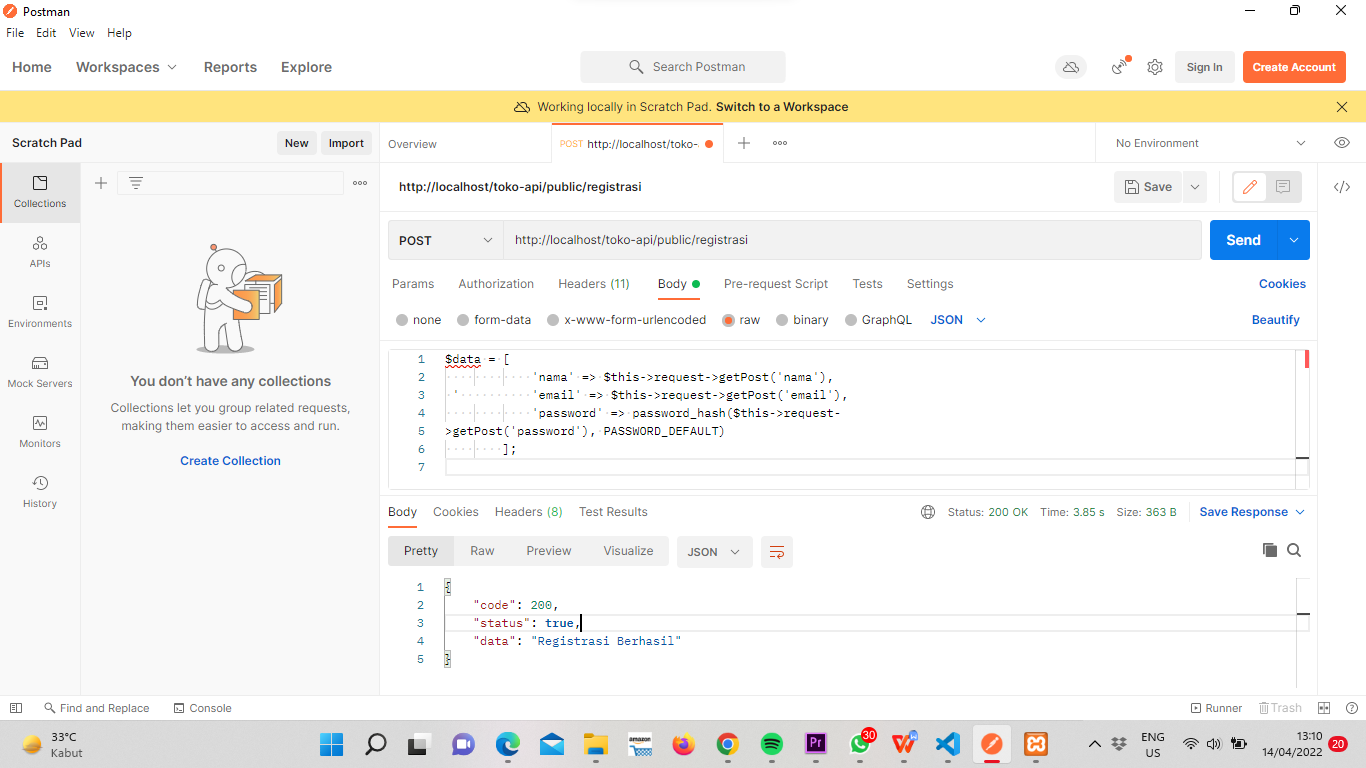 Postman
File Edit View Help
Home Workspaces Reports Explore Search Postman Sign In Create Account
Working locally in Scratch Pad. Switch to a Workspace
Scratch Pad New Import Overview POST http://localhost/toko- No Environment
Collections
APIs
Environments
Mock Servers
Monitors
History
You don't have any collections
Collections let you group related requests,
making them easier to access and run.
Create Collection
http://localhost/toko-api/public/registrasi Save
POST http://localhost/toko-api/public/registrasi Send
Params Authorization Headers (11) Body Pre-request Script Tests Settings Cookies
none form-data x-www-form-urlencoded raw binary GraphQL JSON Beautify
1 $data = [
2 'nama' => $this->request->getPost('nama'),
3 ' 'email' => $this->request->getPost('email'),
4 'password' => password_hash($this->request-
5 >getPost('password'), PASSWORD_DEFAULT)
6 ];
7
Body Cookies Headers (8) Test Results Status: 200 OK Time: 3.85 s Size: 363 B Save Response
Pretty Raw Preview Visualize JSON
1 {
2 "code": 200,
3 "status": true,
4 "data": "Registrasi Berhasil"
5 }
Find and Replace Console Runner Trash
33°C
Kabut
amazon
Pr
30
ENG
US
13:10
14/04/2022
20